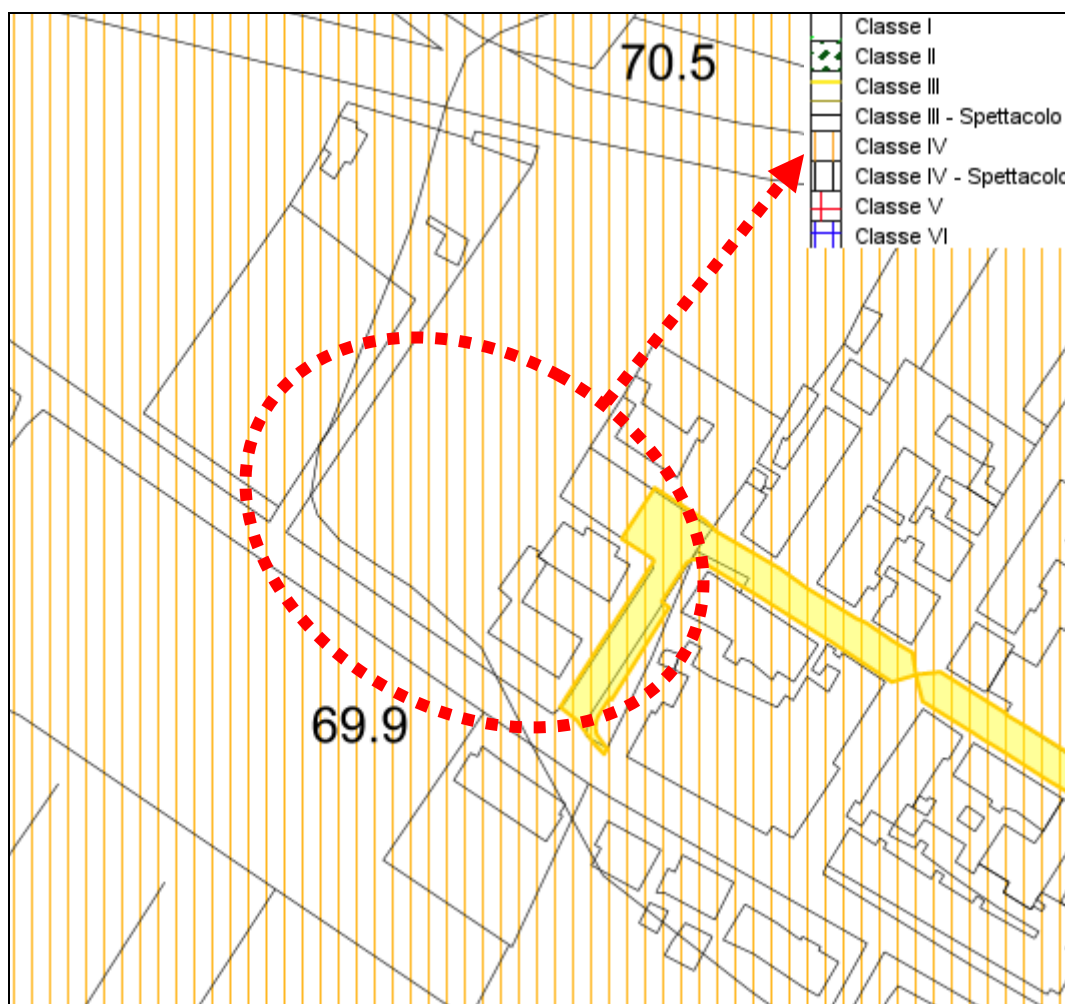 70.5
Classe I
Classe II
Classe III
Classe III - Spettacolo
Classe IV
Classe IV - Spettacolo
Classe V
Classe VI
69.9